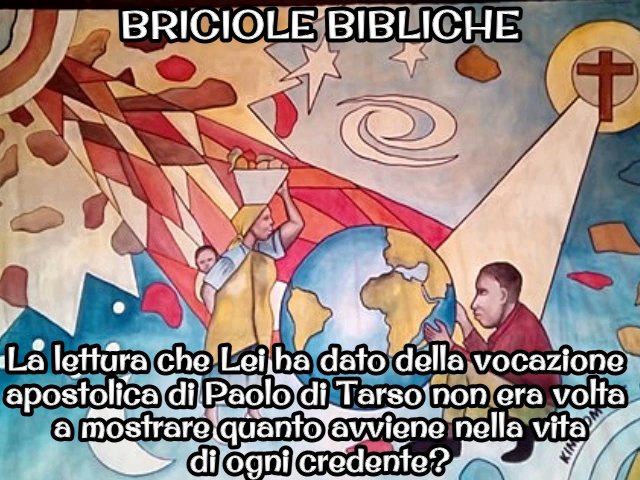 BRICIOLE BIBLICHE
La lettura che Lei ha dato della vocazione
apostolica di Paolo di Tarso non era volta
a mostrare quanto avviene nella vita
di ogni credente?